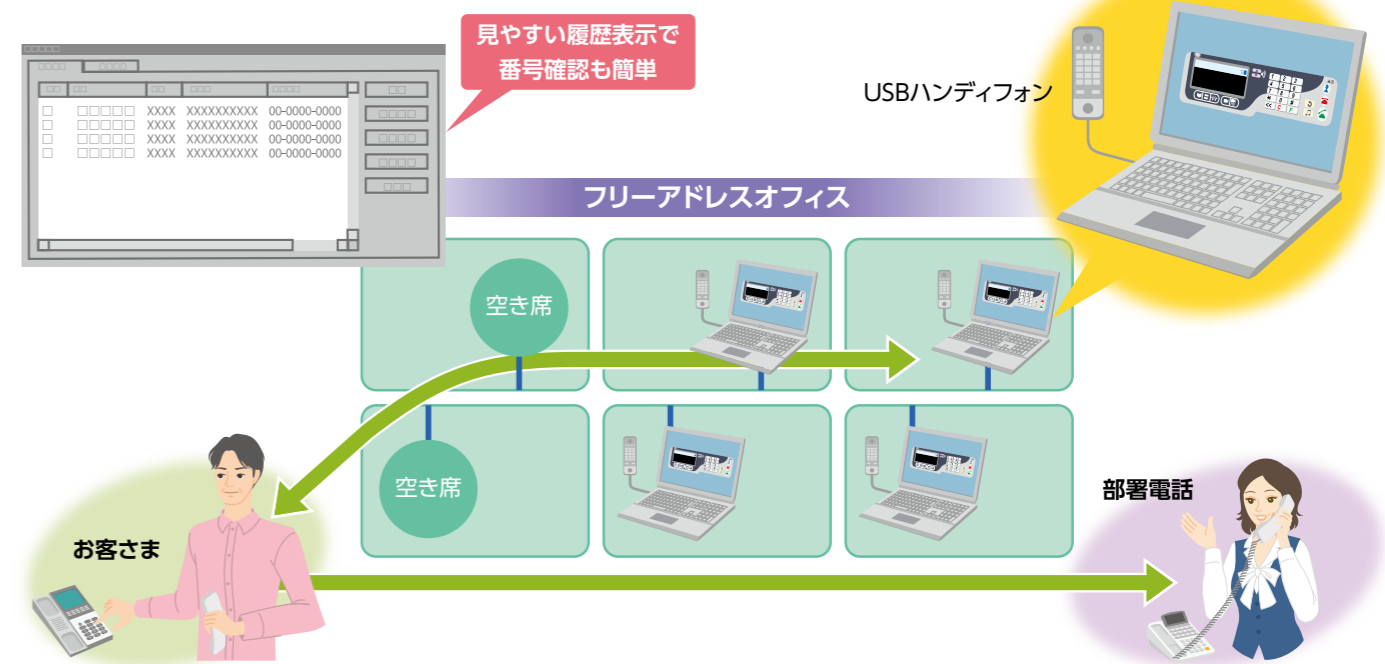 見やすい履歴表示で
番号確認も簡単
□□□□□
□□□□ □□□□
□□ □□ □□ □□□ □□□□ □□
□ □□□□□ XXXX XXXXXXXXXX 00-0000-0000
□ □□□□□ XXXX XXXXXXXXXX 00-0000-0000
□ □□□□□ XXXX XXXXXXXXXX 00-0000-0000
□ □□□□□ XXXX XXXXXXXXXX 00-0000-0000
□□□□
□□□□
□□□□
□□□
USBハンディフォン
フリーアドレスオフィス
空き席
空き席
お客さま
部署電話